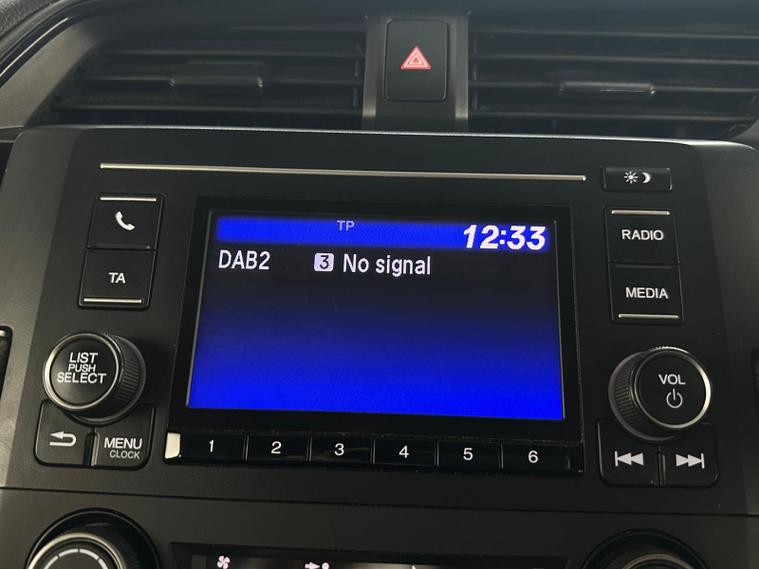 TP
12:33
DAB2 3 No signal
TA
RADIO
MEDIA
LIST
PUSH
SELECT
VOL
MENU
CLOCK
1 2 3 4 5 6